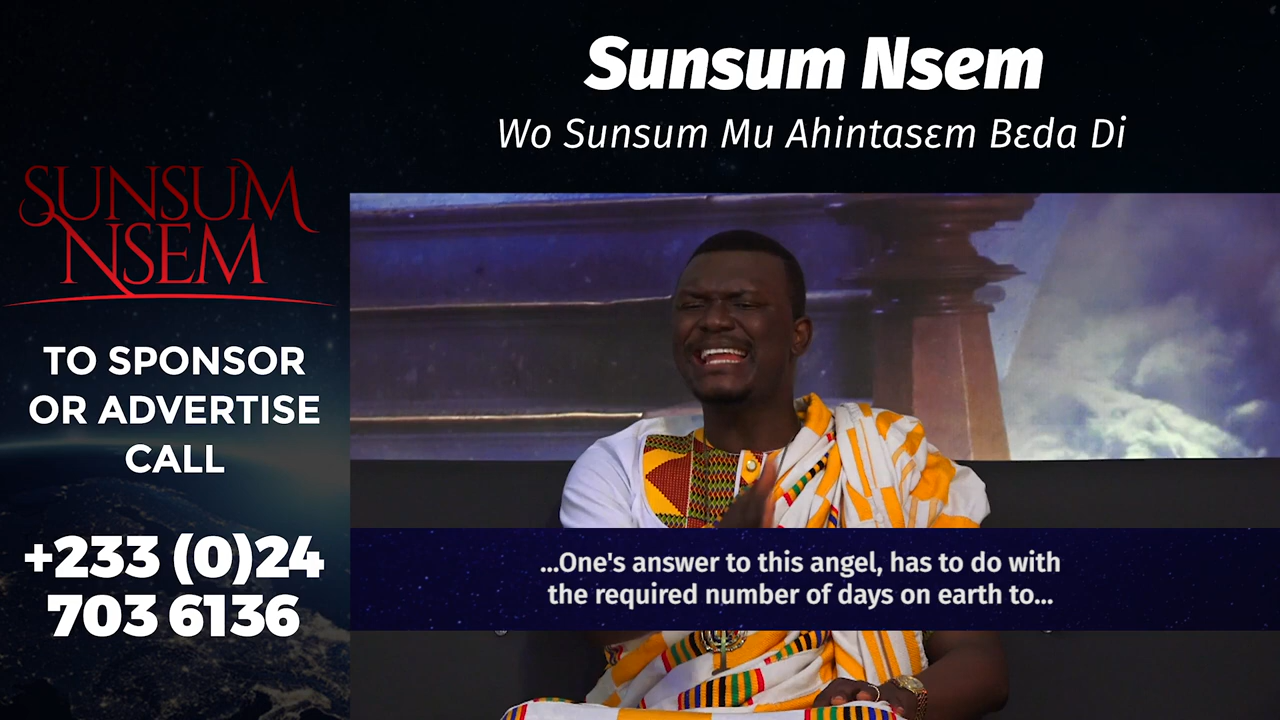 Sunsum Nsem
Wo Sunsum Mu Ahintasɛm Bɛda Di
SUNSUM
NSEM
TO SPONSOR
OR ADVERTISE
CALL
+233 (0)24
703 6136
...One's answer to this angel, has to do with
the required number of days on earth to...